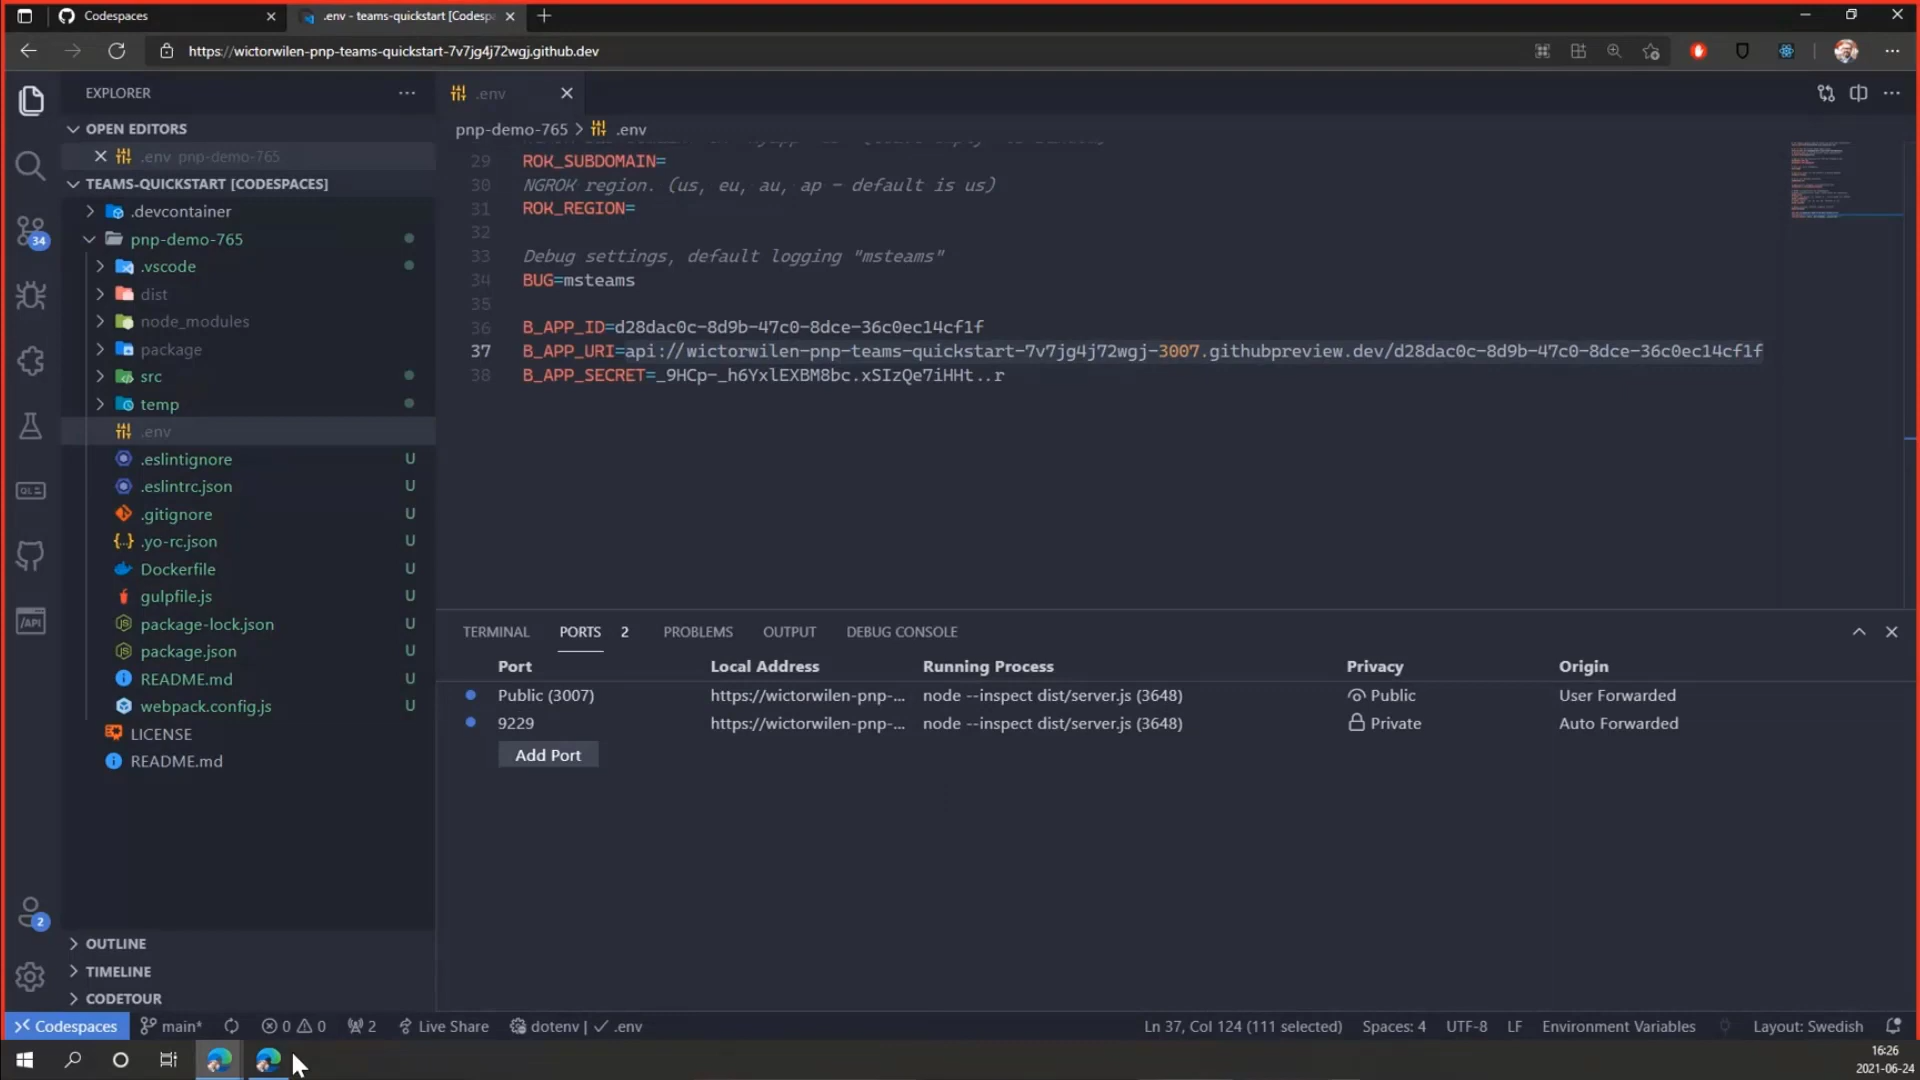 Codespaces
.env - teams-quickstart [Codesp
https://wictorwilen-pnp-teams-quickstart-7v7jg4j72wgj.github.dev
EXPLORER
OPEN EDITORS
.env pnp-demo-765
TEAMS-QUICKSTART [CODESPACES]
.devcontainer
pnp-demo-765
.vscode
dist
node_modules
package
src
temp
.env
.eslintignore U
.eslintrc.json U
.gitignore U
.yo-rc.json U
Dockerfile U
gulpfile.js U
package-lock.json U
package.json U
README.md U
webpack.config.js U
LICENSE
README.md
OUTLINE
TIMELINE
CODETOUR
34
2
.env
pnp-demo-765 > .env
29 ROK_SUBDOMAIN=
30 NGROK region. (us, eu, au, ap - default is us)
31 ROK_REGION=
32
33 Debug settings, default logging "msteams"
34 BUG=msteams
35
36 B_APP_ID=d28dac0c-8d9b-47c0-8dce-36c0ec14cf1f
37 B_APP_URI=api://wictorwilen-pnp-teams-quickstart-7v7jg4j72wgj-3007.githubpreview.dev/d28dac0c-8d9b-47c0-8dce-36c0ec14cf1f
38 B_APP_SECRET=_9HCp-_h6YxlEXBM8bc.xSIzQe7iHHt..r
TERMINAL PORTS 2 PROBLEMS OUTPUT DEBUG CONSOLE
Port Local Address Running Process Privacy Origin
Public (3007) https://wictorwilen-pnp-... node --inspect dist/server.js (3648) Public User Forwarded
9229 https://wictorwilen-pnp-... node --inspect dist/server.js (3648) Private Auto Forwarded
Add Port
Codespaces main* 0 0 2 Live Share dotenv | .env Ln 37, Col 124 (111 selected) Spaces: 4 UTF-8 LF Environment Variables Layout: Swedish
16:26
2021-06-24